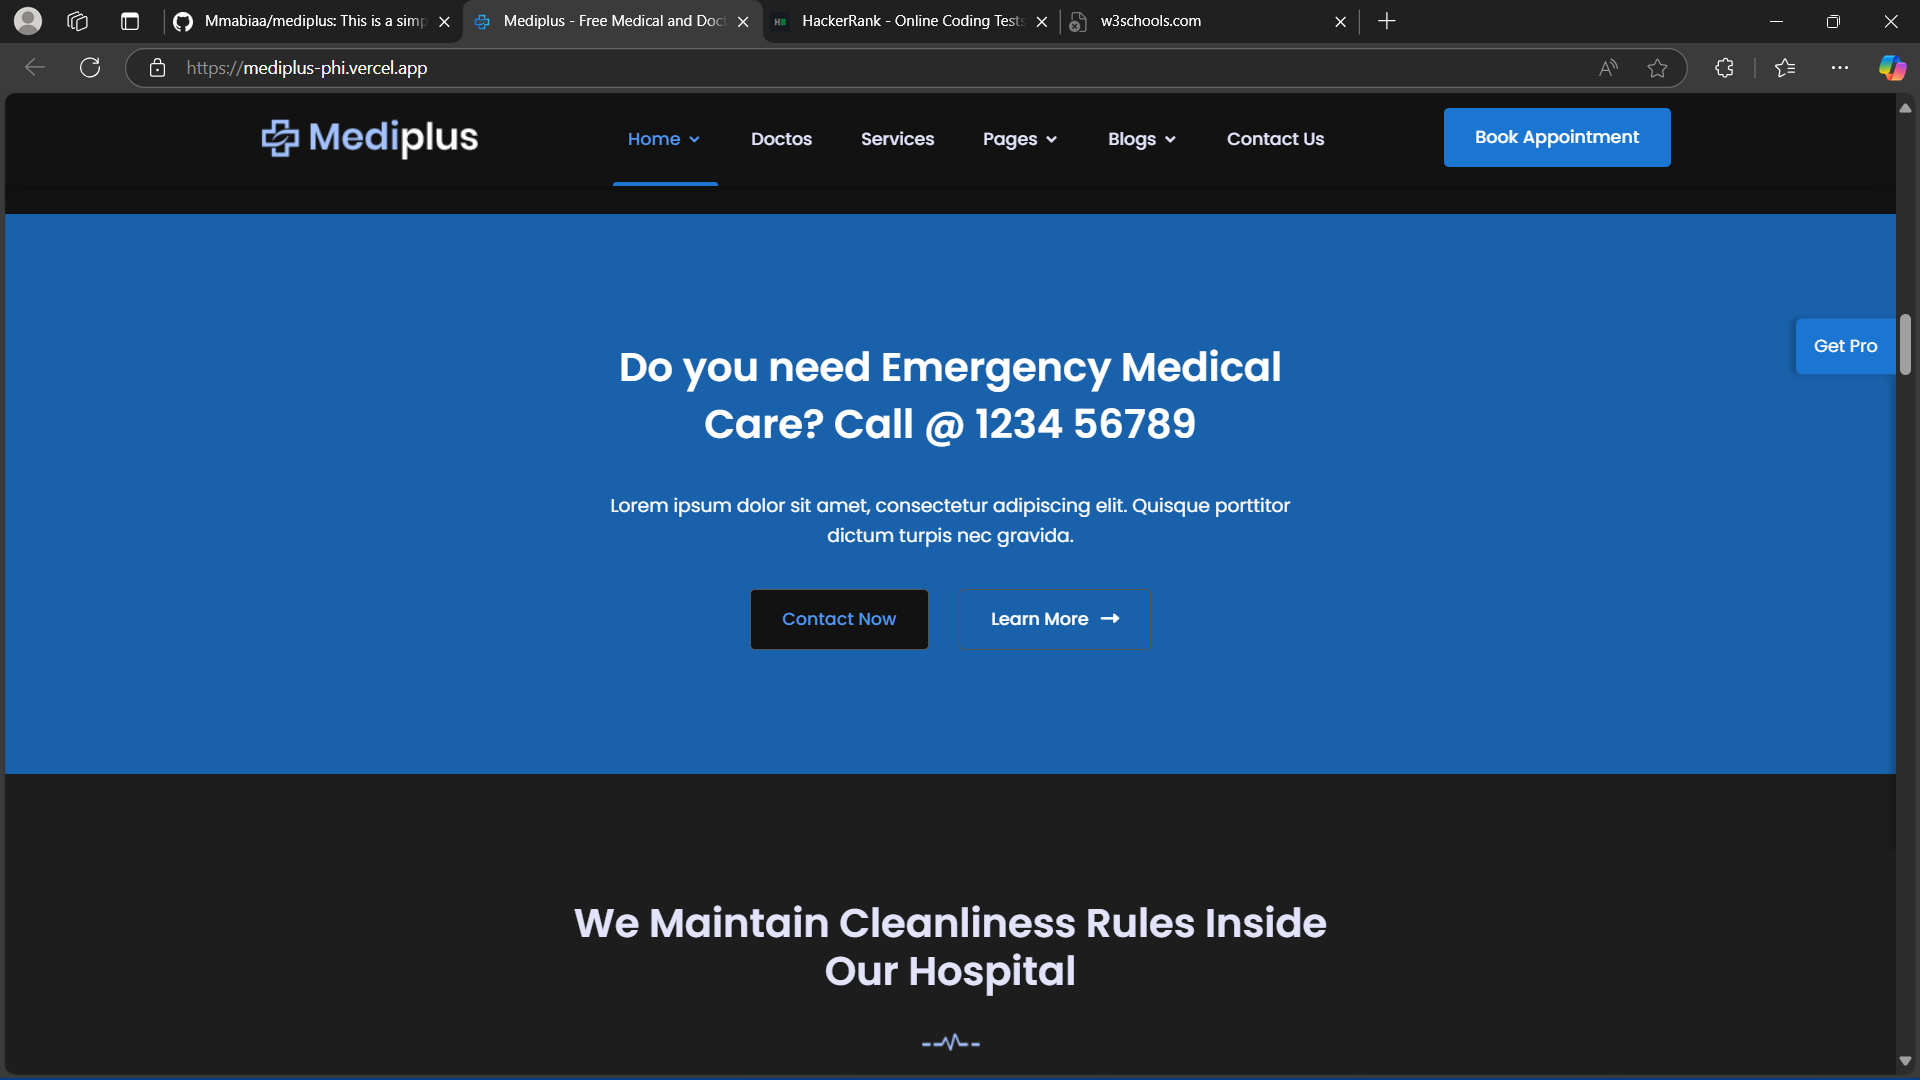 Mmabiaa/mediplus: This is a simp
Mediplus - Free Medical and Doct
HackerRank - Online Coding Tests
w3schools.com
https://mediplus-phi.vercel.app
Mediplus
Home
Doctos
Services
Pages
Blogs
Contact Us
Book Appointment
Get Pro
Do you need Emergency Medical
Care? Call @ 1234 56789
Lorem ipsum dolor sit amet, consectetur adipiscing elit. Quisque porttitor
dictum turpis nec gravida.
Contact Now
Learn More
We Maintain Cleanliness Rules Inside
Our Hospital